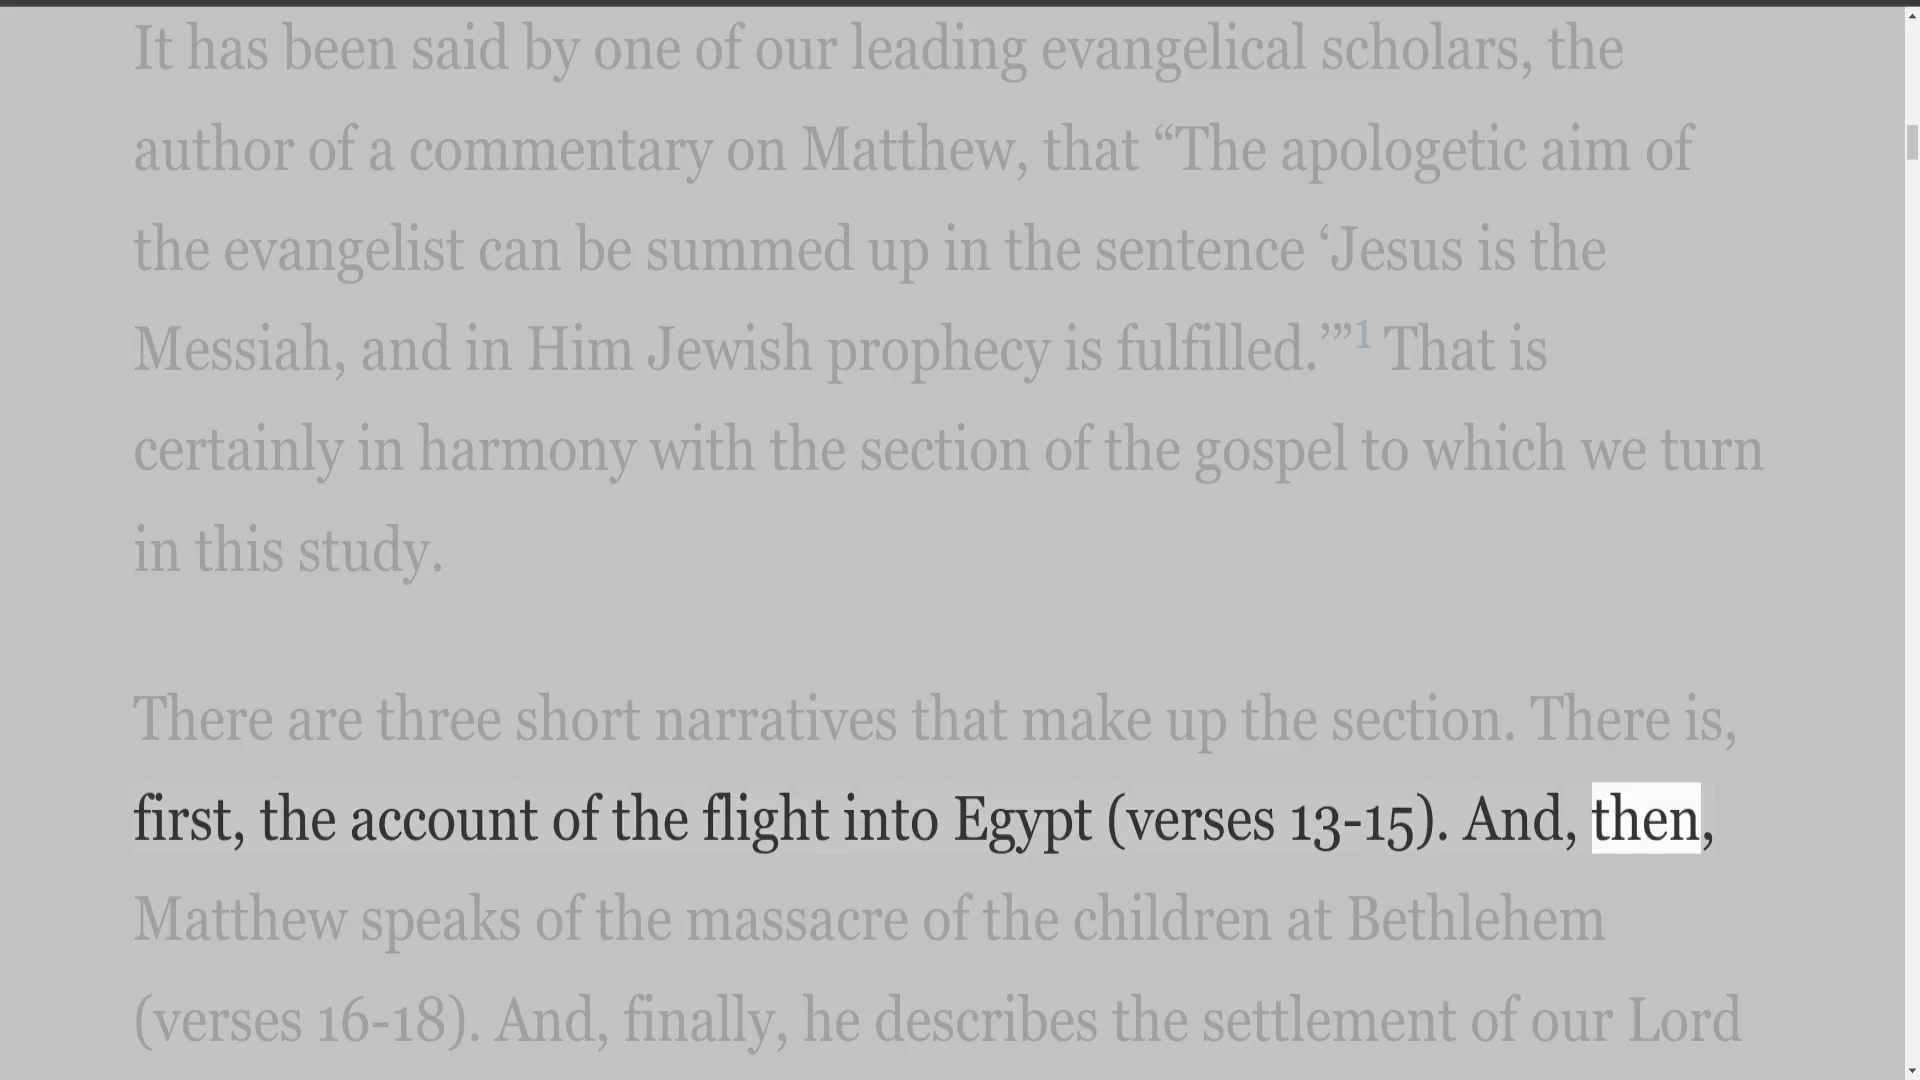 It has been said by one of our leading evangelical scholars, the
author of a commentary on Matthew, that “The apologetic aim of
the evangelist can be summed up in the sentence ‘Jesus is the
Messiah, and in Him Jewish prophecy is fulfilled.’”1 That is
certainly in harmony with the section of the gospel to which we turn
in this study.
There are three short narratives that make up the section. There is,
first, the account of the flight into Egypt (verses 13-15). And, then,
Matthew speaks of the massacre of the children at Bethlehem
(verses 16-18). And, finally, he describes the settlement of our Lord